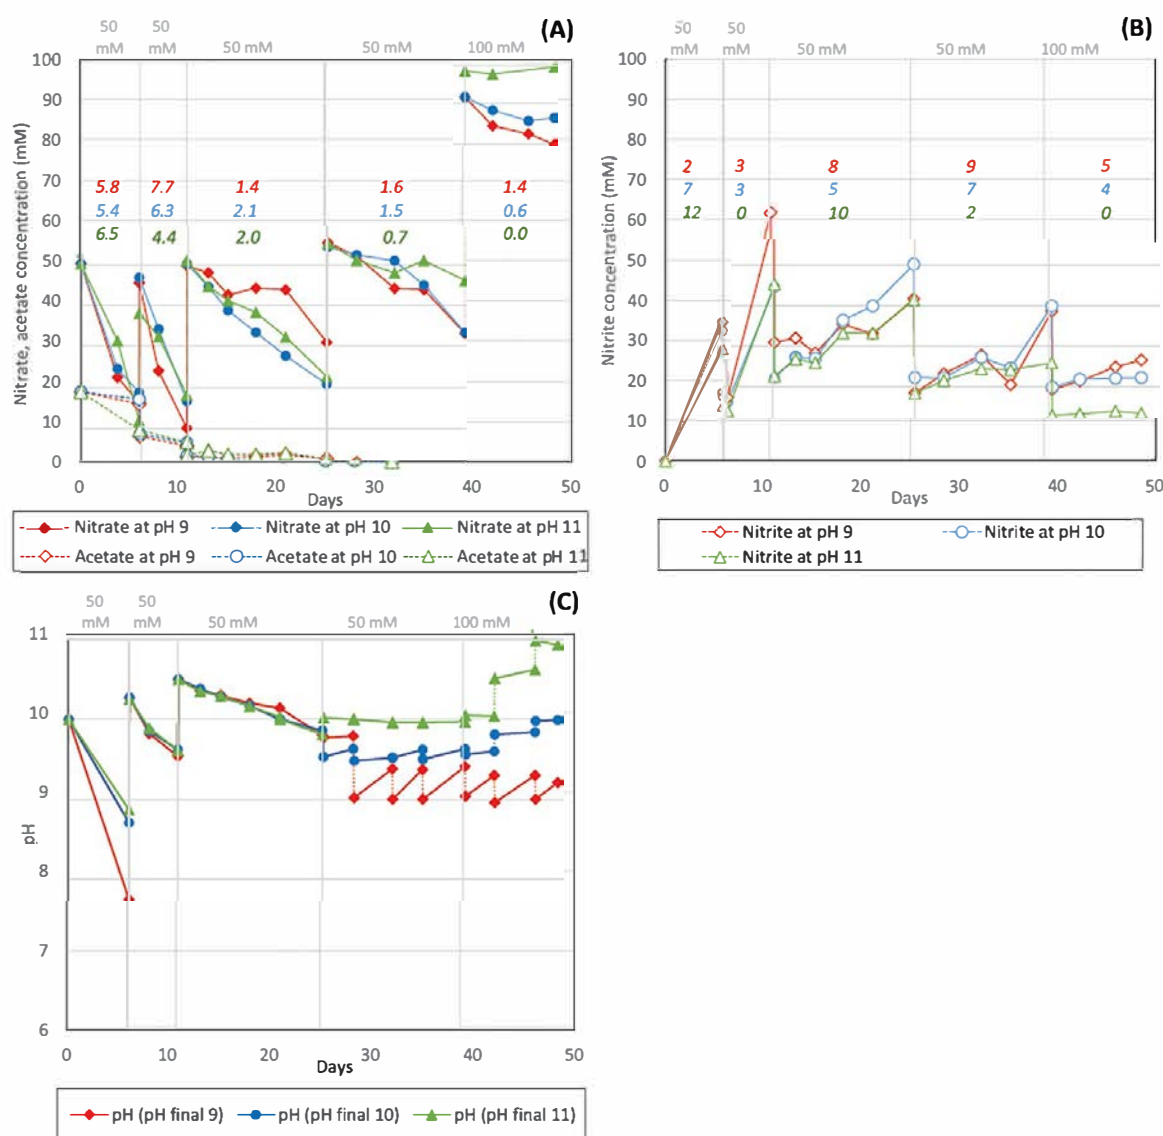 50 50 (A)
mM mM 50 mM 50 mM 100 mM
Nitrate, acetate concentration (mM)
100
90
80
70
60
50
40
30
20
10
0
5.8 7.7 1.4 1.6 1.4
5.4 6.3 2.1 1.5 0.6
6.5 4.4 2.0 0.7 0.0
0 10 20 30 40 50
Days
Nitrate at pH 9 Nitrate at pH 10 Nitrate at pH 11
Acetate at pH 9 Acetate at pH 10 Acetate at pH 11
50 50 (B)
mM mM 50 mM 50 mM 100 mM
Nitrite concentration (mM)
100
90
80
70
60
50
40
30
20
10
0
2 3 8 9 5
7 3 5 7 4
12 0 10 2 0
0 10 20 30 40 50
Days
Nitrite at pH 9 Nitrite at pH 10
Nitrite at pH 11
50 50 (C)
mM mM 50 mM 50 mM 100 mM
pH
11
10
9
8
7
6
0 10 20 30 40 50
Days
pH (pH final 9) pH (pH final 10) pH (pH final 11)